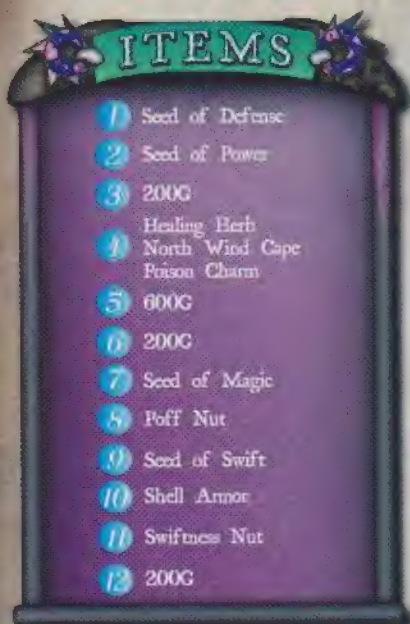 ITEMS
1 Seed of Defense
2 Seed of Power
3 200G
4 Healing Herb
North Wind Cape
Poison Charm
5 600G
6 200G
7 Seed of Magic
8 Poff Nut
9 Seed of Swift
10 Shell Armor
11 Swiftness Nut
12 200G